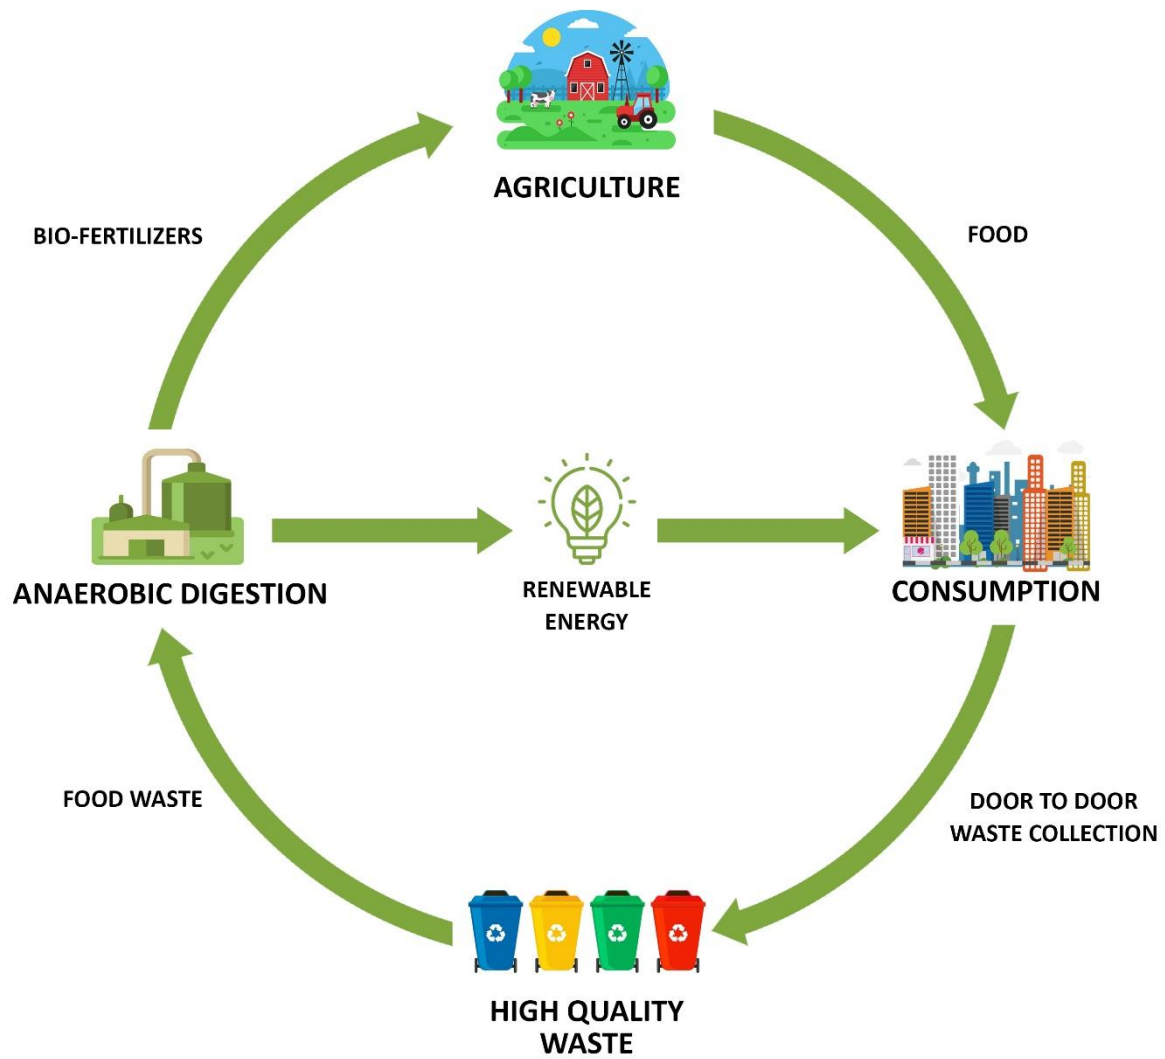 AGRICULTURE
BIO-FERTILIZERS
FOOD
ANAEROBIC DIGESTION
RENEWABLE
ENERGY
CONSUMPTION
FOOD WASTE
DOOR TO DOOR
WASTE COLLECTION
HIGH QUALITY
WASTE